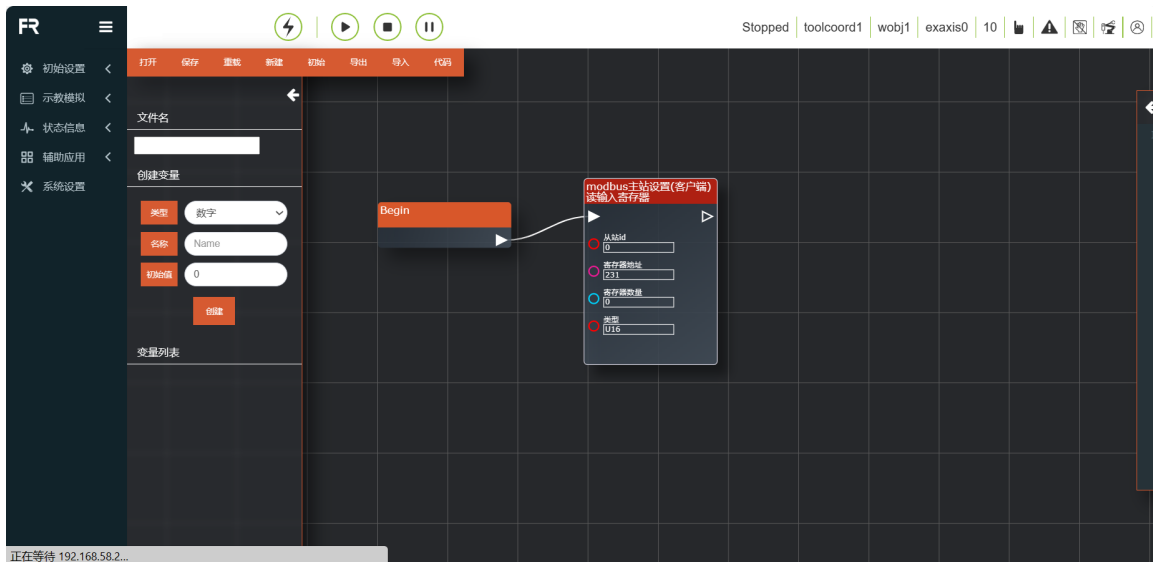 FR
Stopped toolcoord1 wobj1 exaxis0 10
初始设置
示教模拟
状态信息
辅助应用
系统设置
打开 保存 重载 新建 初始 导出 导入 代码
文件名
创建变量
类型 数字
名称 Name
初始值 0
创建
变量列表
Begin
modbus主站设置(客户端)
读输入寄存器
从站id
0
寄存器地址
231
寄存器数量
0
类型
U16
正在等待 192.168.58.2...